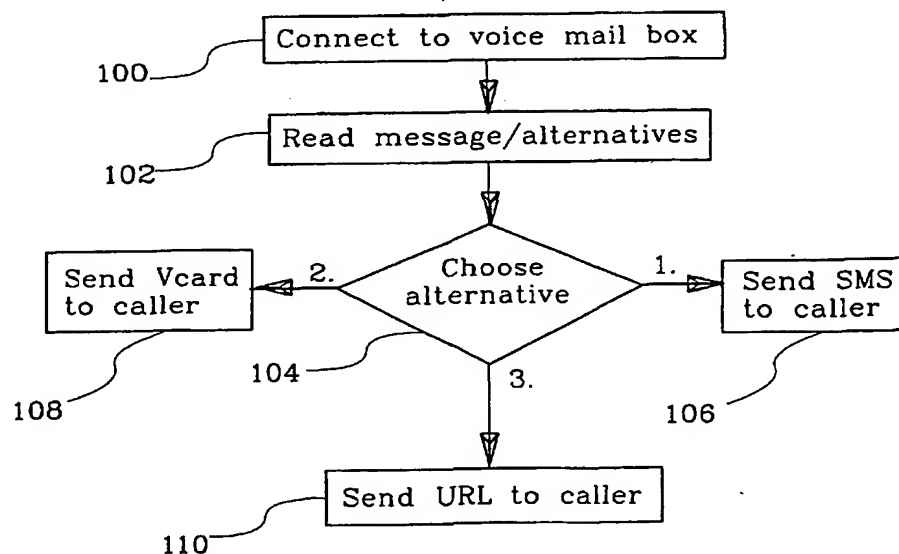 Connect to voice mail box
100
Read message/alternatives
102
Choose
alternative
104
1.
Send SMS
to caller
106
2.
Send Vcard
to caller
108
3.
Send URL to caller
110